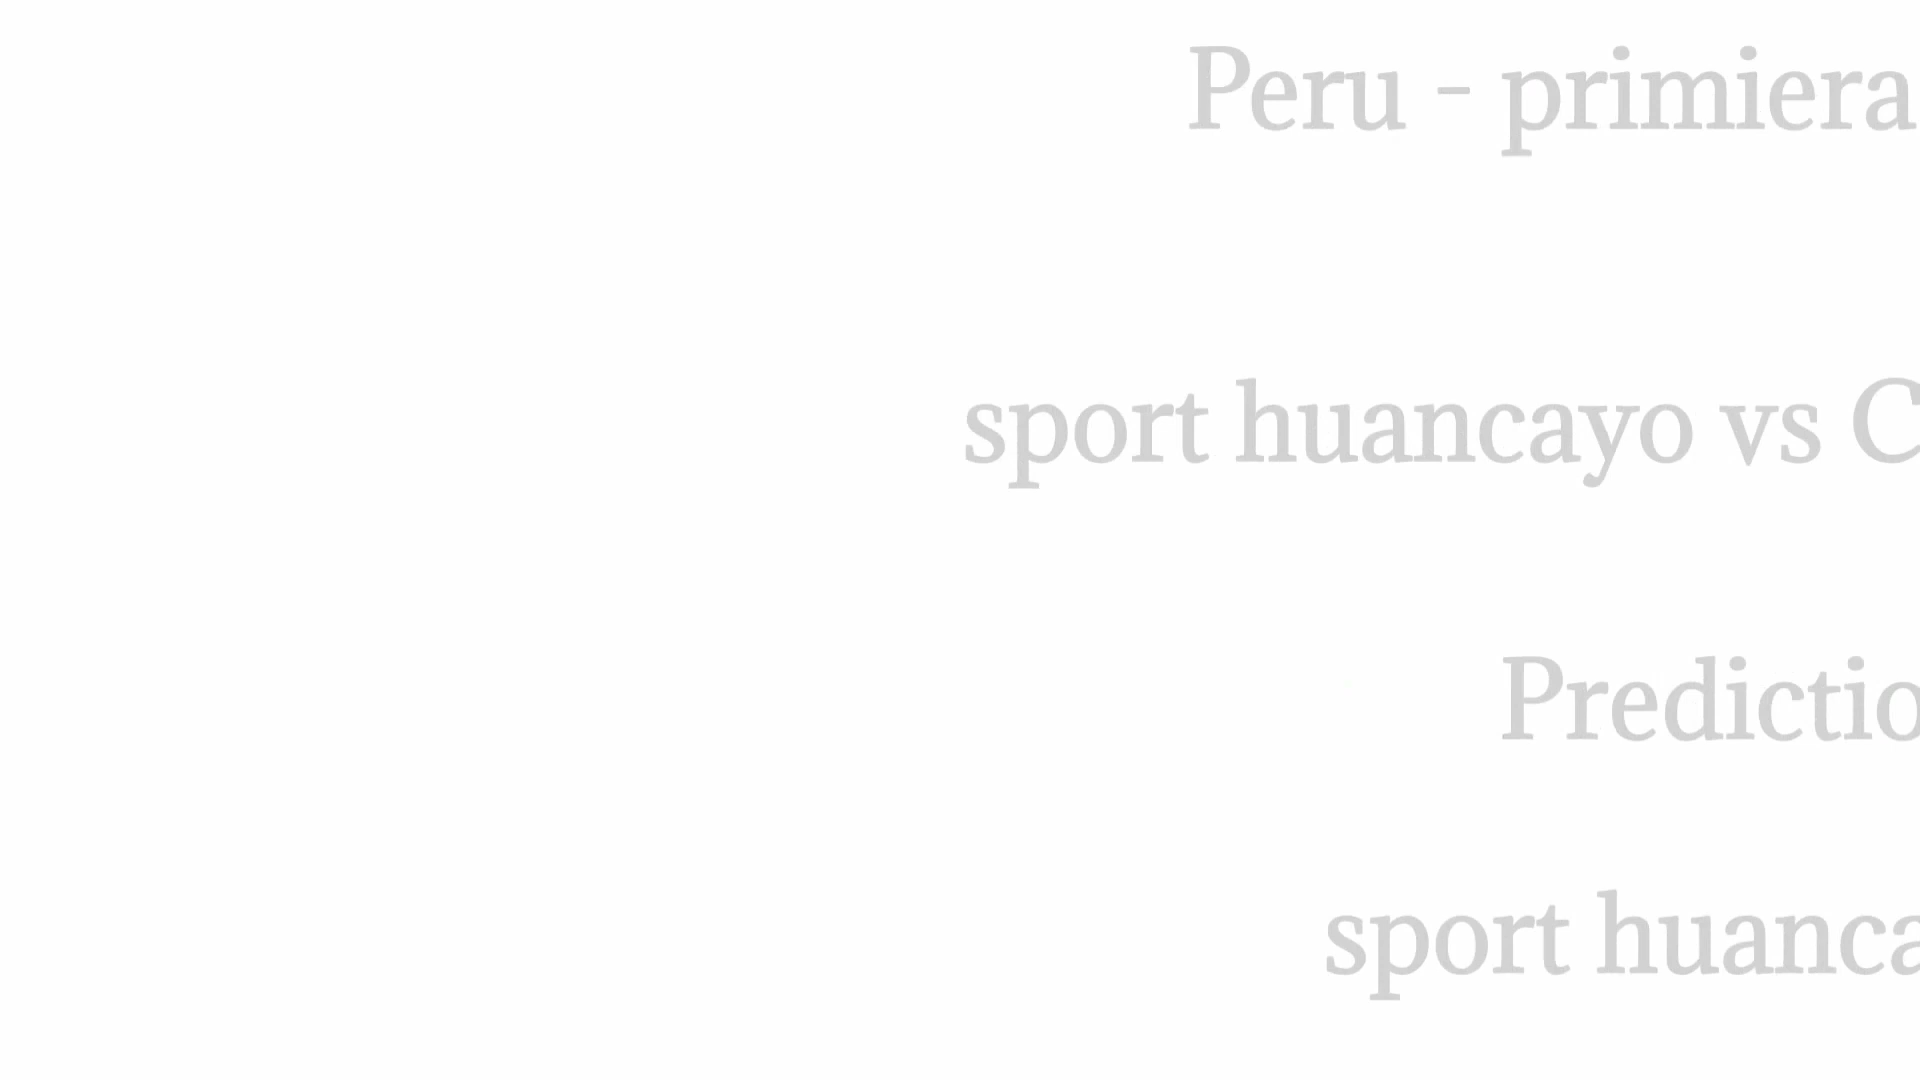 Peru - primiera
sport huancayo vs C
Predictio
sport huanca